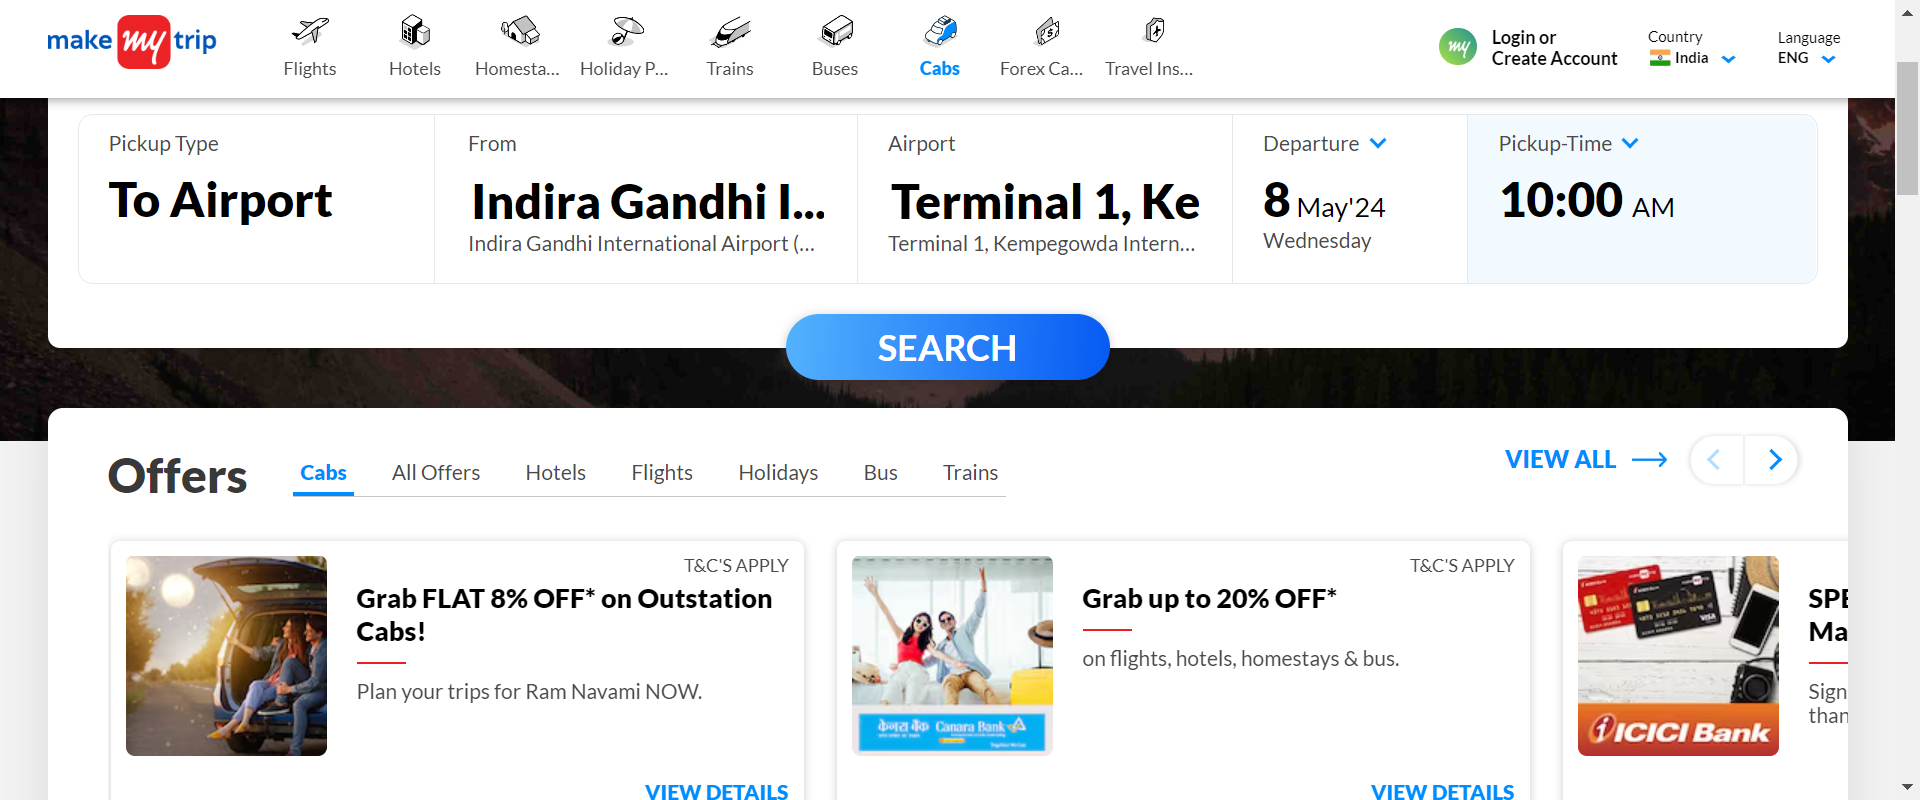 make my trip
Flights
Hotels
Homesta...
Holiday P...
Trains
Buses
Cabs
Forex Ca...
Travel Ins...
my
Login or
Create Account
Country
India
Language
ENG
Pickup Type
To Airport
From
Indira Gandhi I...
Indira Gandhi International Airport (...
Airport
Terminal 1, Ke
Terminal 1, Kempegowda Intern...
Departure
8 May'24
Wednesday
Pickup-Time
10:00 AM
SEARCH
Offers
Cabs
All Offers
Hotels
Flights
Holidays
Bus
Trains
VIEW ALL
T&C'S APPLY
Grab FLAT 8% OFF* on Outstation
Cabs!
Plan your trips for Ram Navami NOW.
VIEW DETAILS
T&C'S APPLY
Grab up to 20% OFF*
on flights, hotels, homestays & bus.
केनरा बैंक Canara Bank
VIEW DETAILS
SPE
Ma
Sign
than
VISA
ICICI Bank